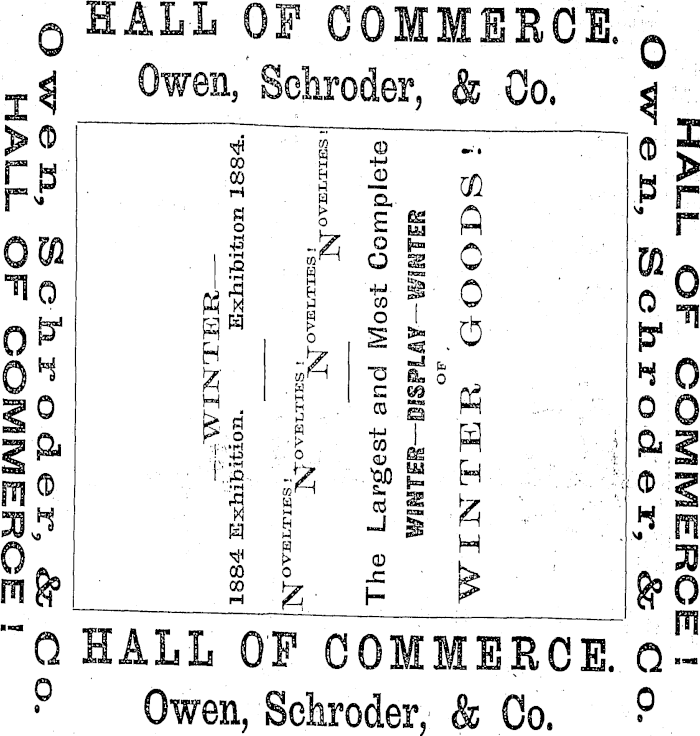 HALL OF COMMERCE.
Owen, Schroder, & Co.
HALL OF COMMERCE !
Owen, Schroder, & Co.
—WINTER—
1884 Exhibition. Exhibition 1884.
NOVELTIES! NOVELTIES! NOVELTIES! NOVELTIES!
The Largest and Most Complete
WINTER—DISPLAY—WINTER
OF
WINTER GOODS!
Owen, Schroder, & Co.
HALL OF COMMERCE !
HALL OF COMMERCE.
Owen, Schroder, & Co.